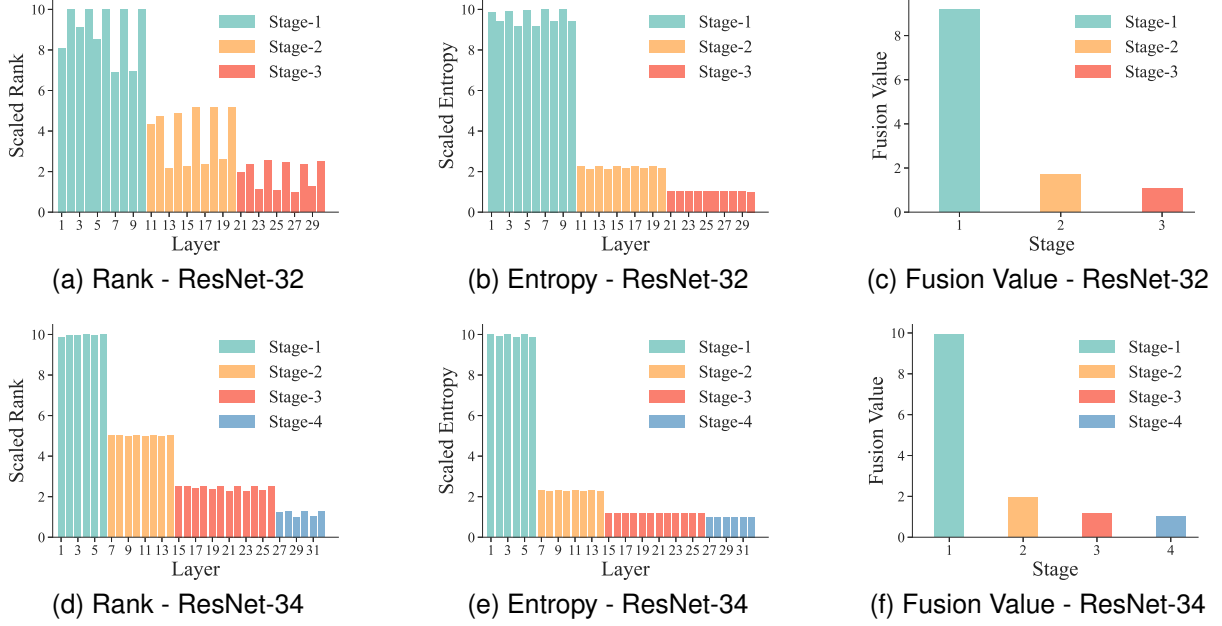 Scaled Rank
10
8
6
4
2
0
Stage-1
Stage-2
Stage-3
1 3 5 7 9 11 13 15 17 19 21 23 25 27 29
Layer
(a) Rank - ResNet-32
Scaled Entropy
10
8
6
4
2
0
Stage-1
Stage-2
Stage-3
1 3 5 7 9 11 13 15 17 19 21 23 25 27 29
Layer
(b) Entropy - ResNet-32
Fusion Value
8
6
4
2
0
Stage-1
Stage-2
Stage-3
1 2 3
Stage
(c) Fusion Value - ResNet-32
Scaled Rank
10
8
6
4
2
0
Stage-1
Stage-2
Stage-3
Stage-4
1 3 5 7 9 11 13 15 17 19 21 23 25 27 29 31
Layer
(d) Rank - ResNet-34
Scaled Entropy
10
8
6
4
2
0
Stage-1
Stage-2
Stage-3
Stage-4
1 3 5 7 9 11 13 15 17 19 21 23 25 27 29 31
Layer
(e) Entropy - ResNet-34
Fusion Value
10
8
6
4
2
0
Stage-1
Stage-2
Stage-3
Stage-4
1 2 3 4
Stage
(f) Fusion Value - ResNet-34